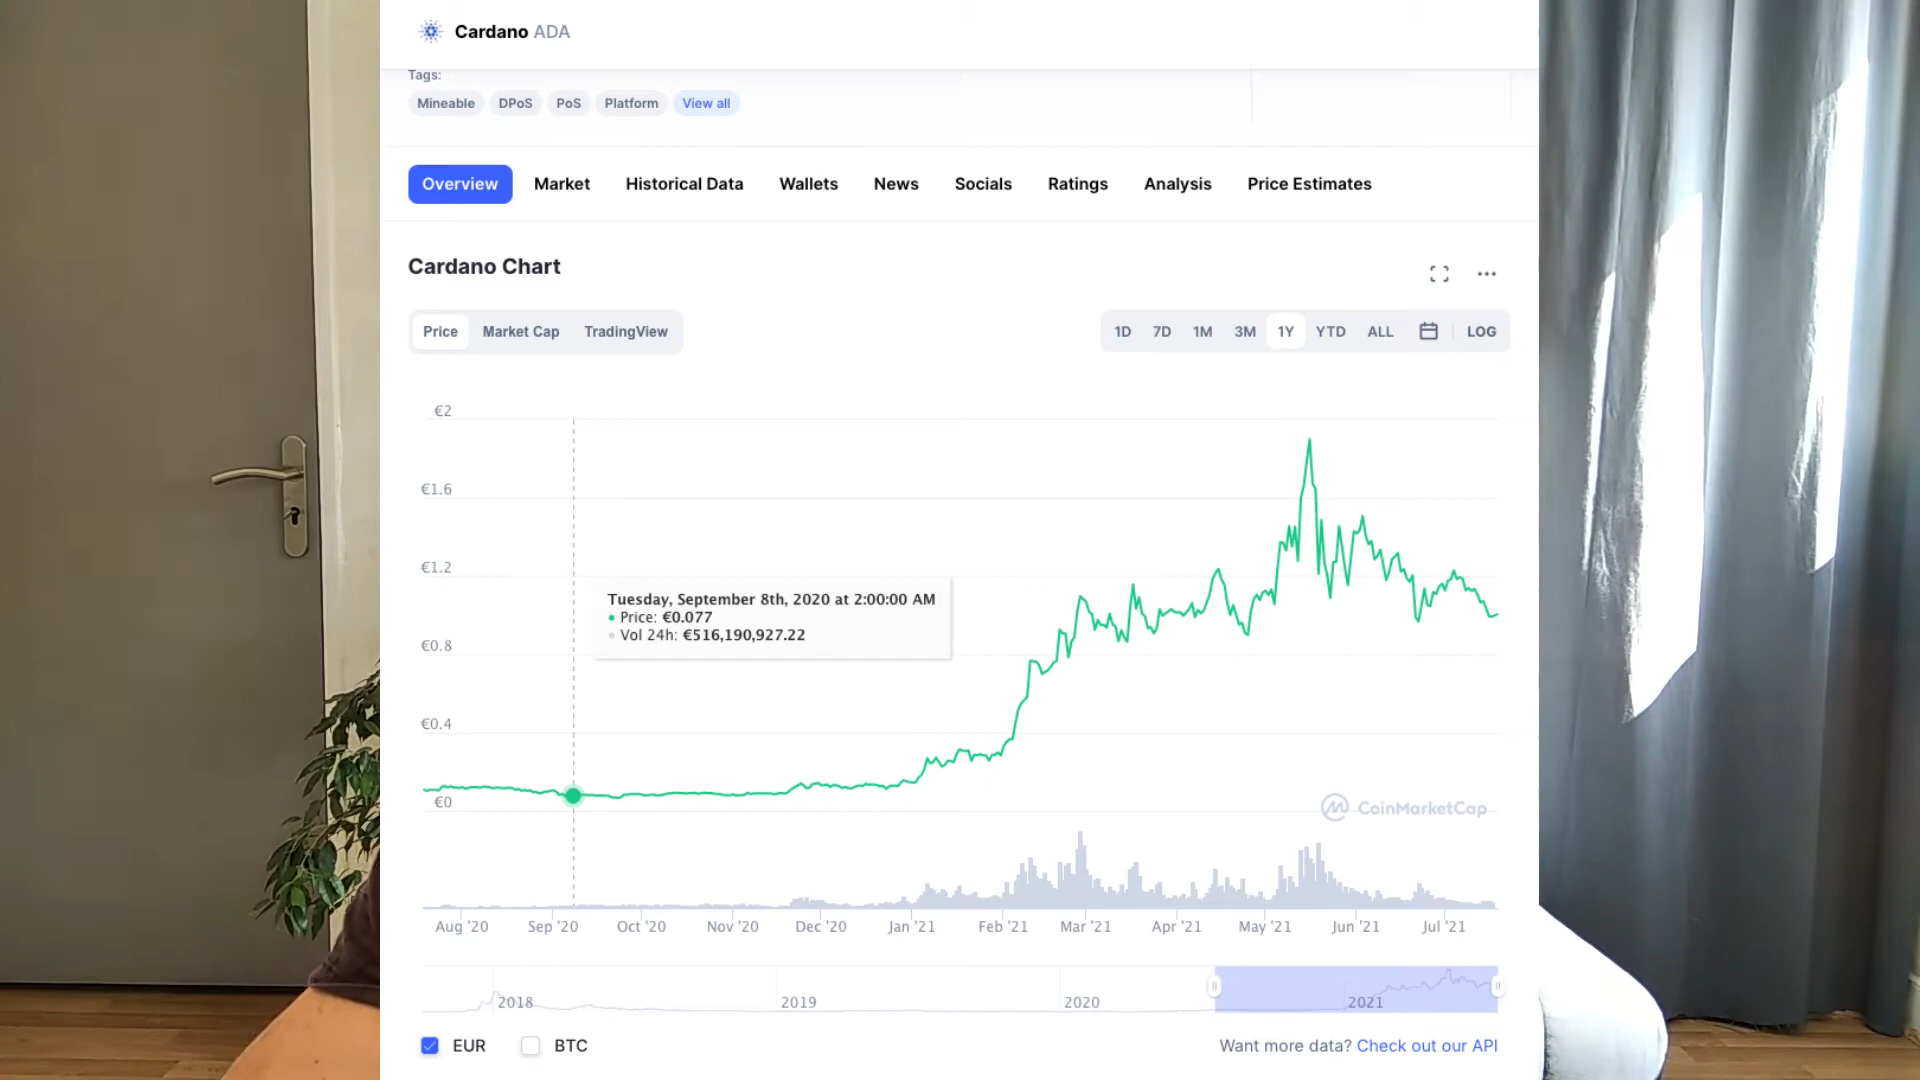 Cardano ADA
Tags:
Mineable DPoS PoS Platform View all
Overview Market Historical Data Wallets News Socials Ratings Analysis Price Estimates
Cardano Chart
Price Market Cap TradingView
1D 7D 1M 3M 1Y YTD ALL LOG
€2
€1.6
€1.2
€0.8
€0.4
€0
Tuesday, September 8th, 2020 at 2:00:00 AM
Price: €0.077
Vol 24h: €516,190,927.22
CoinMarketCap
Aug '20 Sep '20 Oct '20 Nov '20 Dec '20 Jan '21 Feb '21 Mar '21 Apr '21 May '21 Jun '21 Jul '21
2018 2019 2020 2021
EUR BTC
Want more data? Check out our API